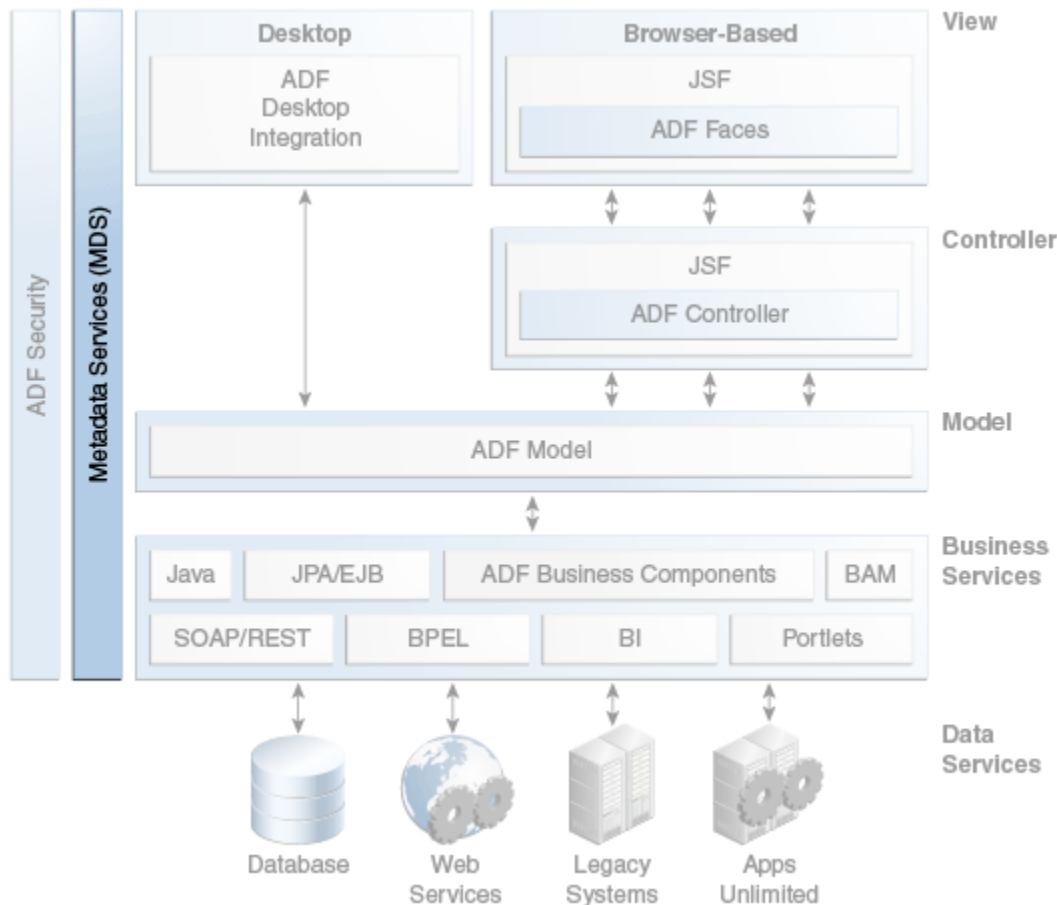 ADF Security
Metadata Services (MDS)
Desktop
ADF
Desktop
Integration
Browser-Based
JSF
ADF Faces
View
JSF
ADF Controller
Controller
ADF Model
Model
Java
JPA/EJB
ADF Business Components
BAM
SOAP/REST
BPEL
BI
Portlets
Business
Services
Data
Services
Database
Web
Services
Legacy
Systems
Apps
Unlimited